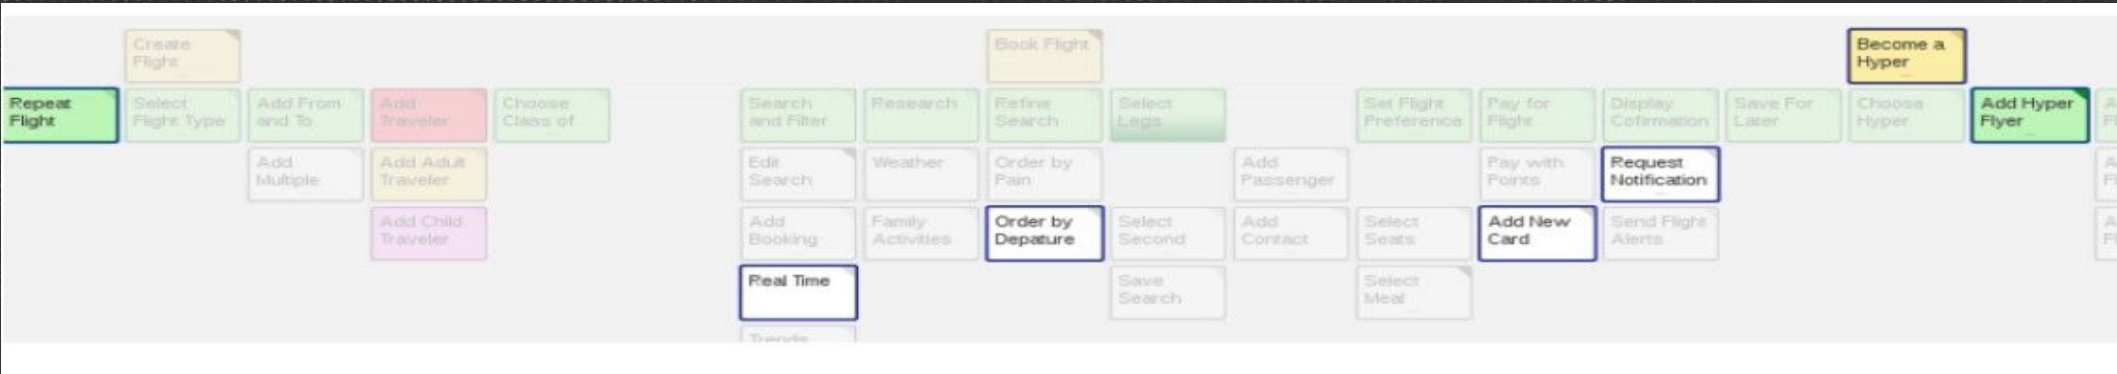 Create
Flight
Book Flight
Become a
Hyper
Repeat
Flight
Select
Flight Type
Add From
and To
Add
Traveler
Choose
Class of
Search
and Filter
Research
Refine
Search
Select
Legs
Set Flight
Preference
Pay for
Flight
Display
Cofirmation
Save For
Later
Choose
Hyper
Add Hyper
Flyer
Add
Multiple
Add Adult
Traveler
Edit
Search
Weather
Order by
Pain
Add
Passenger
Pay with
Points
Request
Notification
Add Child
Traveler
Add
Booking
Family
Activities
Order by
Depature
Select
Second
Add
Contact
Select
Seats
Add New
Card
Send Flight
Alerts
Real Time
Save
Search
Select
Meal
Trends